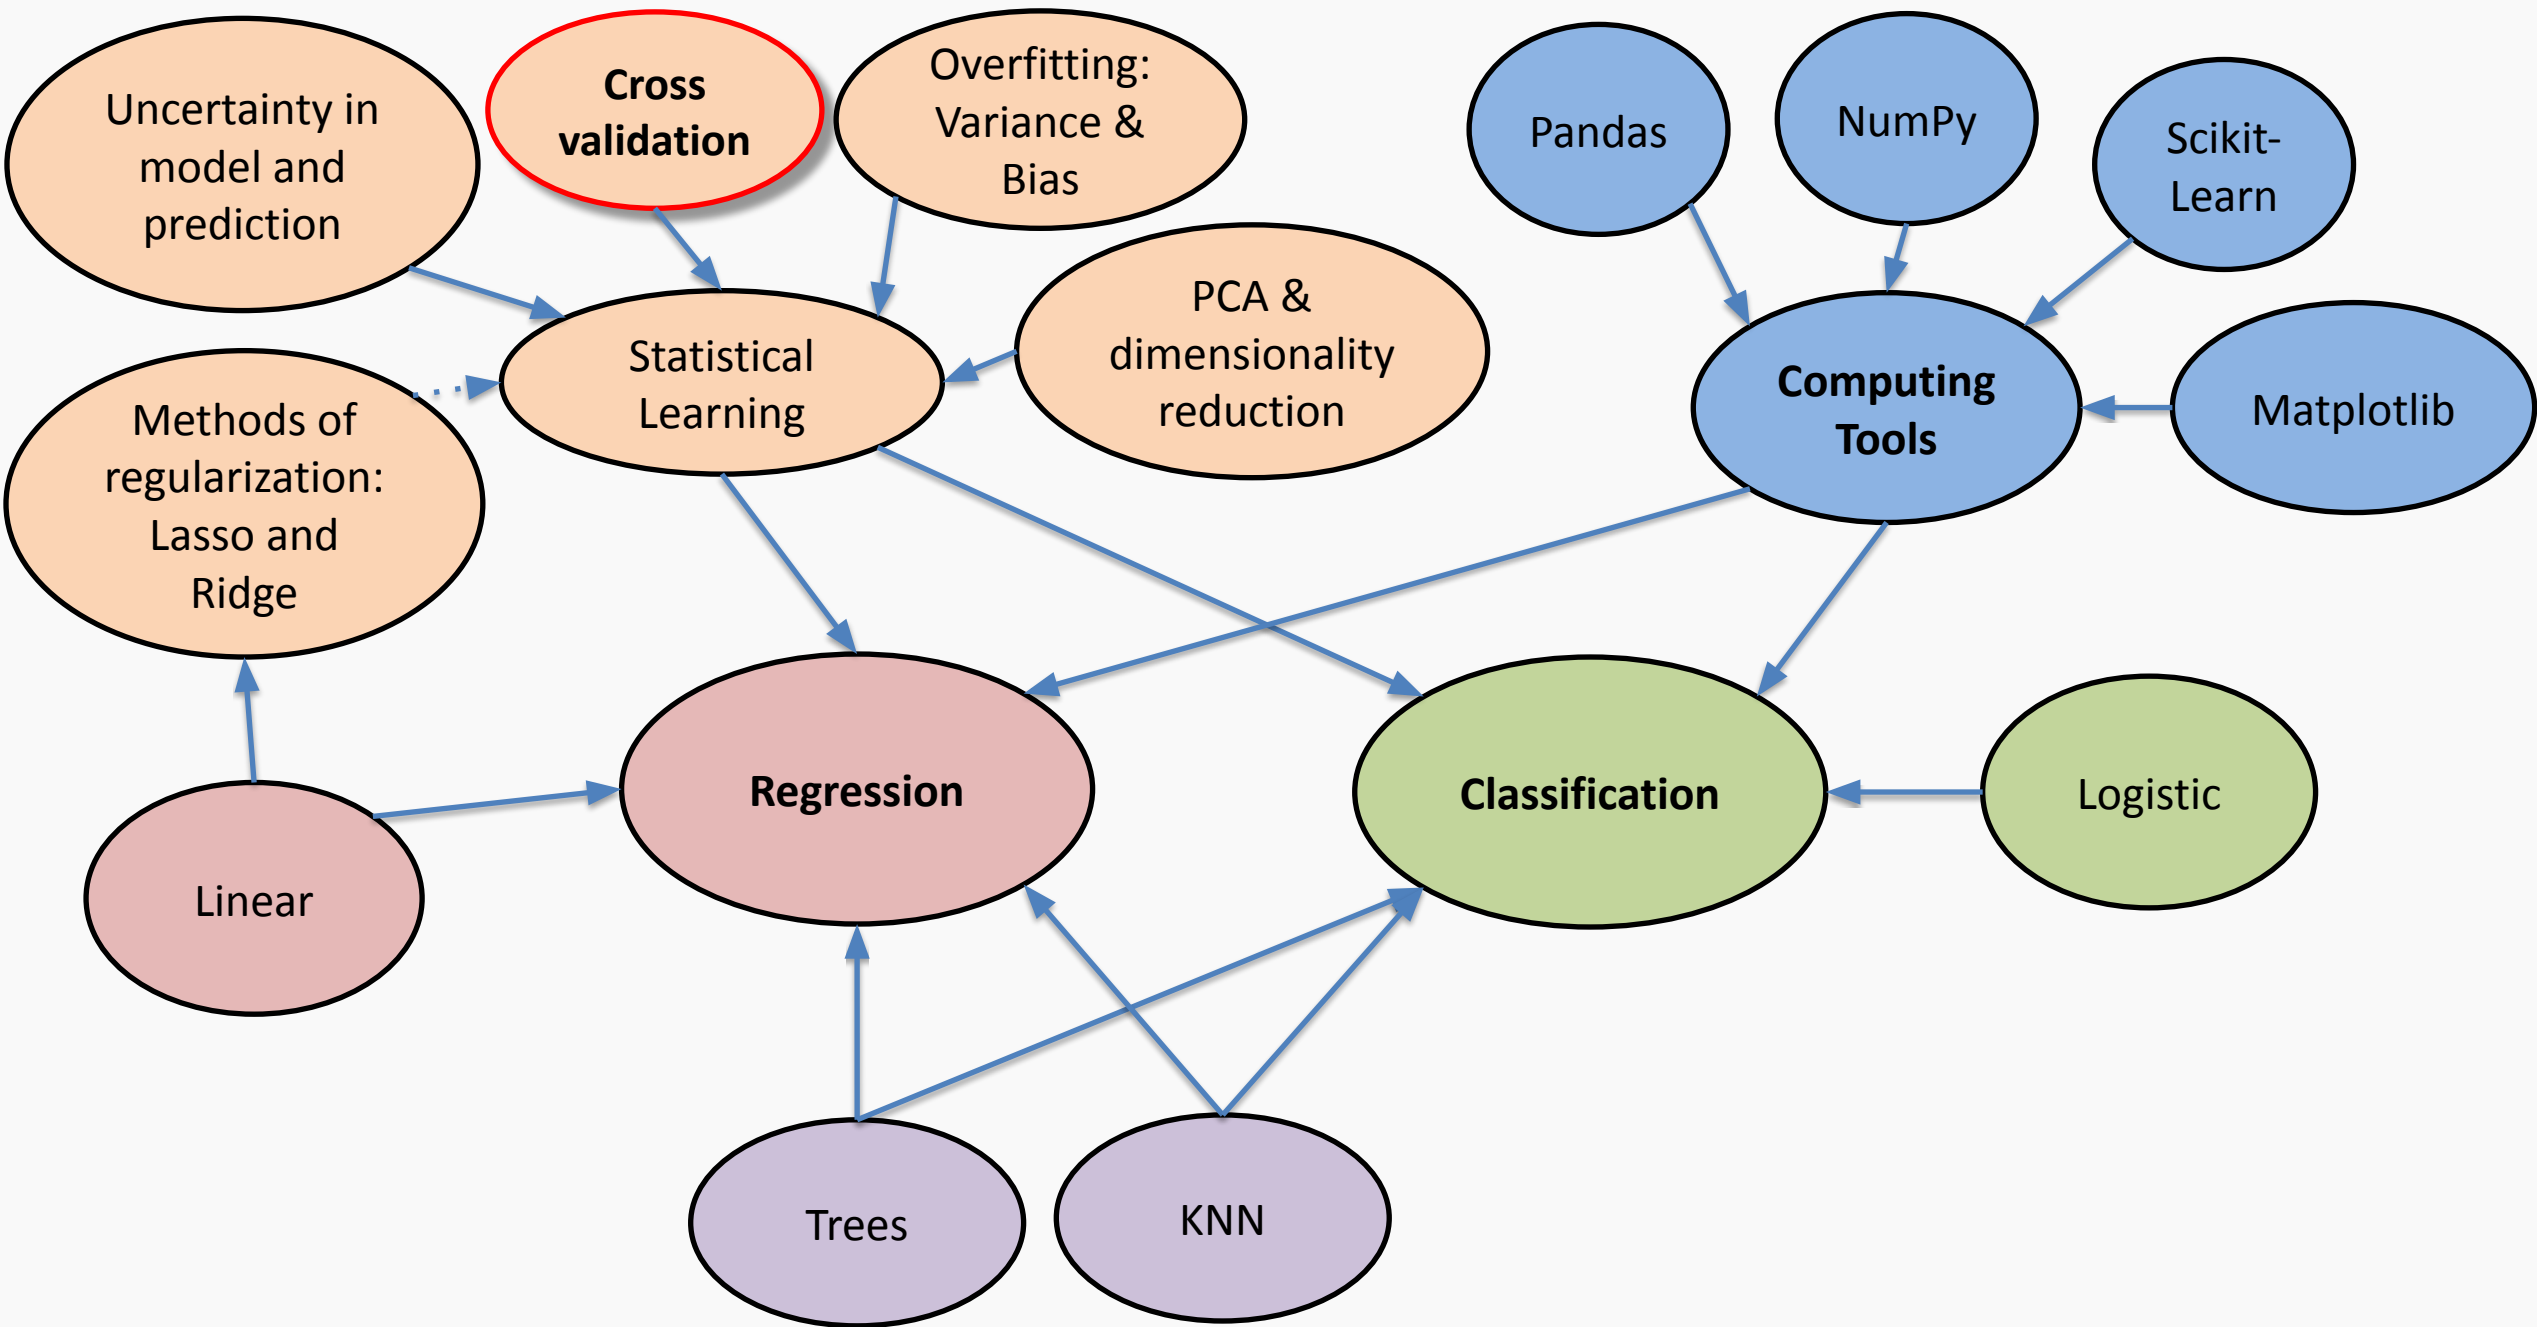 Uncertainty in
model and
prediction
Cross
validation
Overfitting:
Variance &
Bias
Pandas
NumPy
Scikit-
Learn
PCA &
dimensionality
reduction
Statistical
Learning
Computing
Tools
Matplotlib
Methods of
regularization:
Lasso and
Ridge
Regression
Classification
Logistic
Linear
Trees
KNN